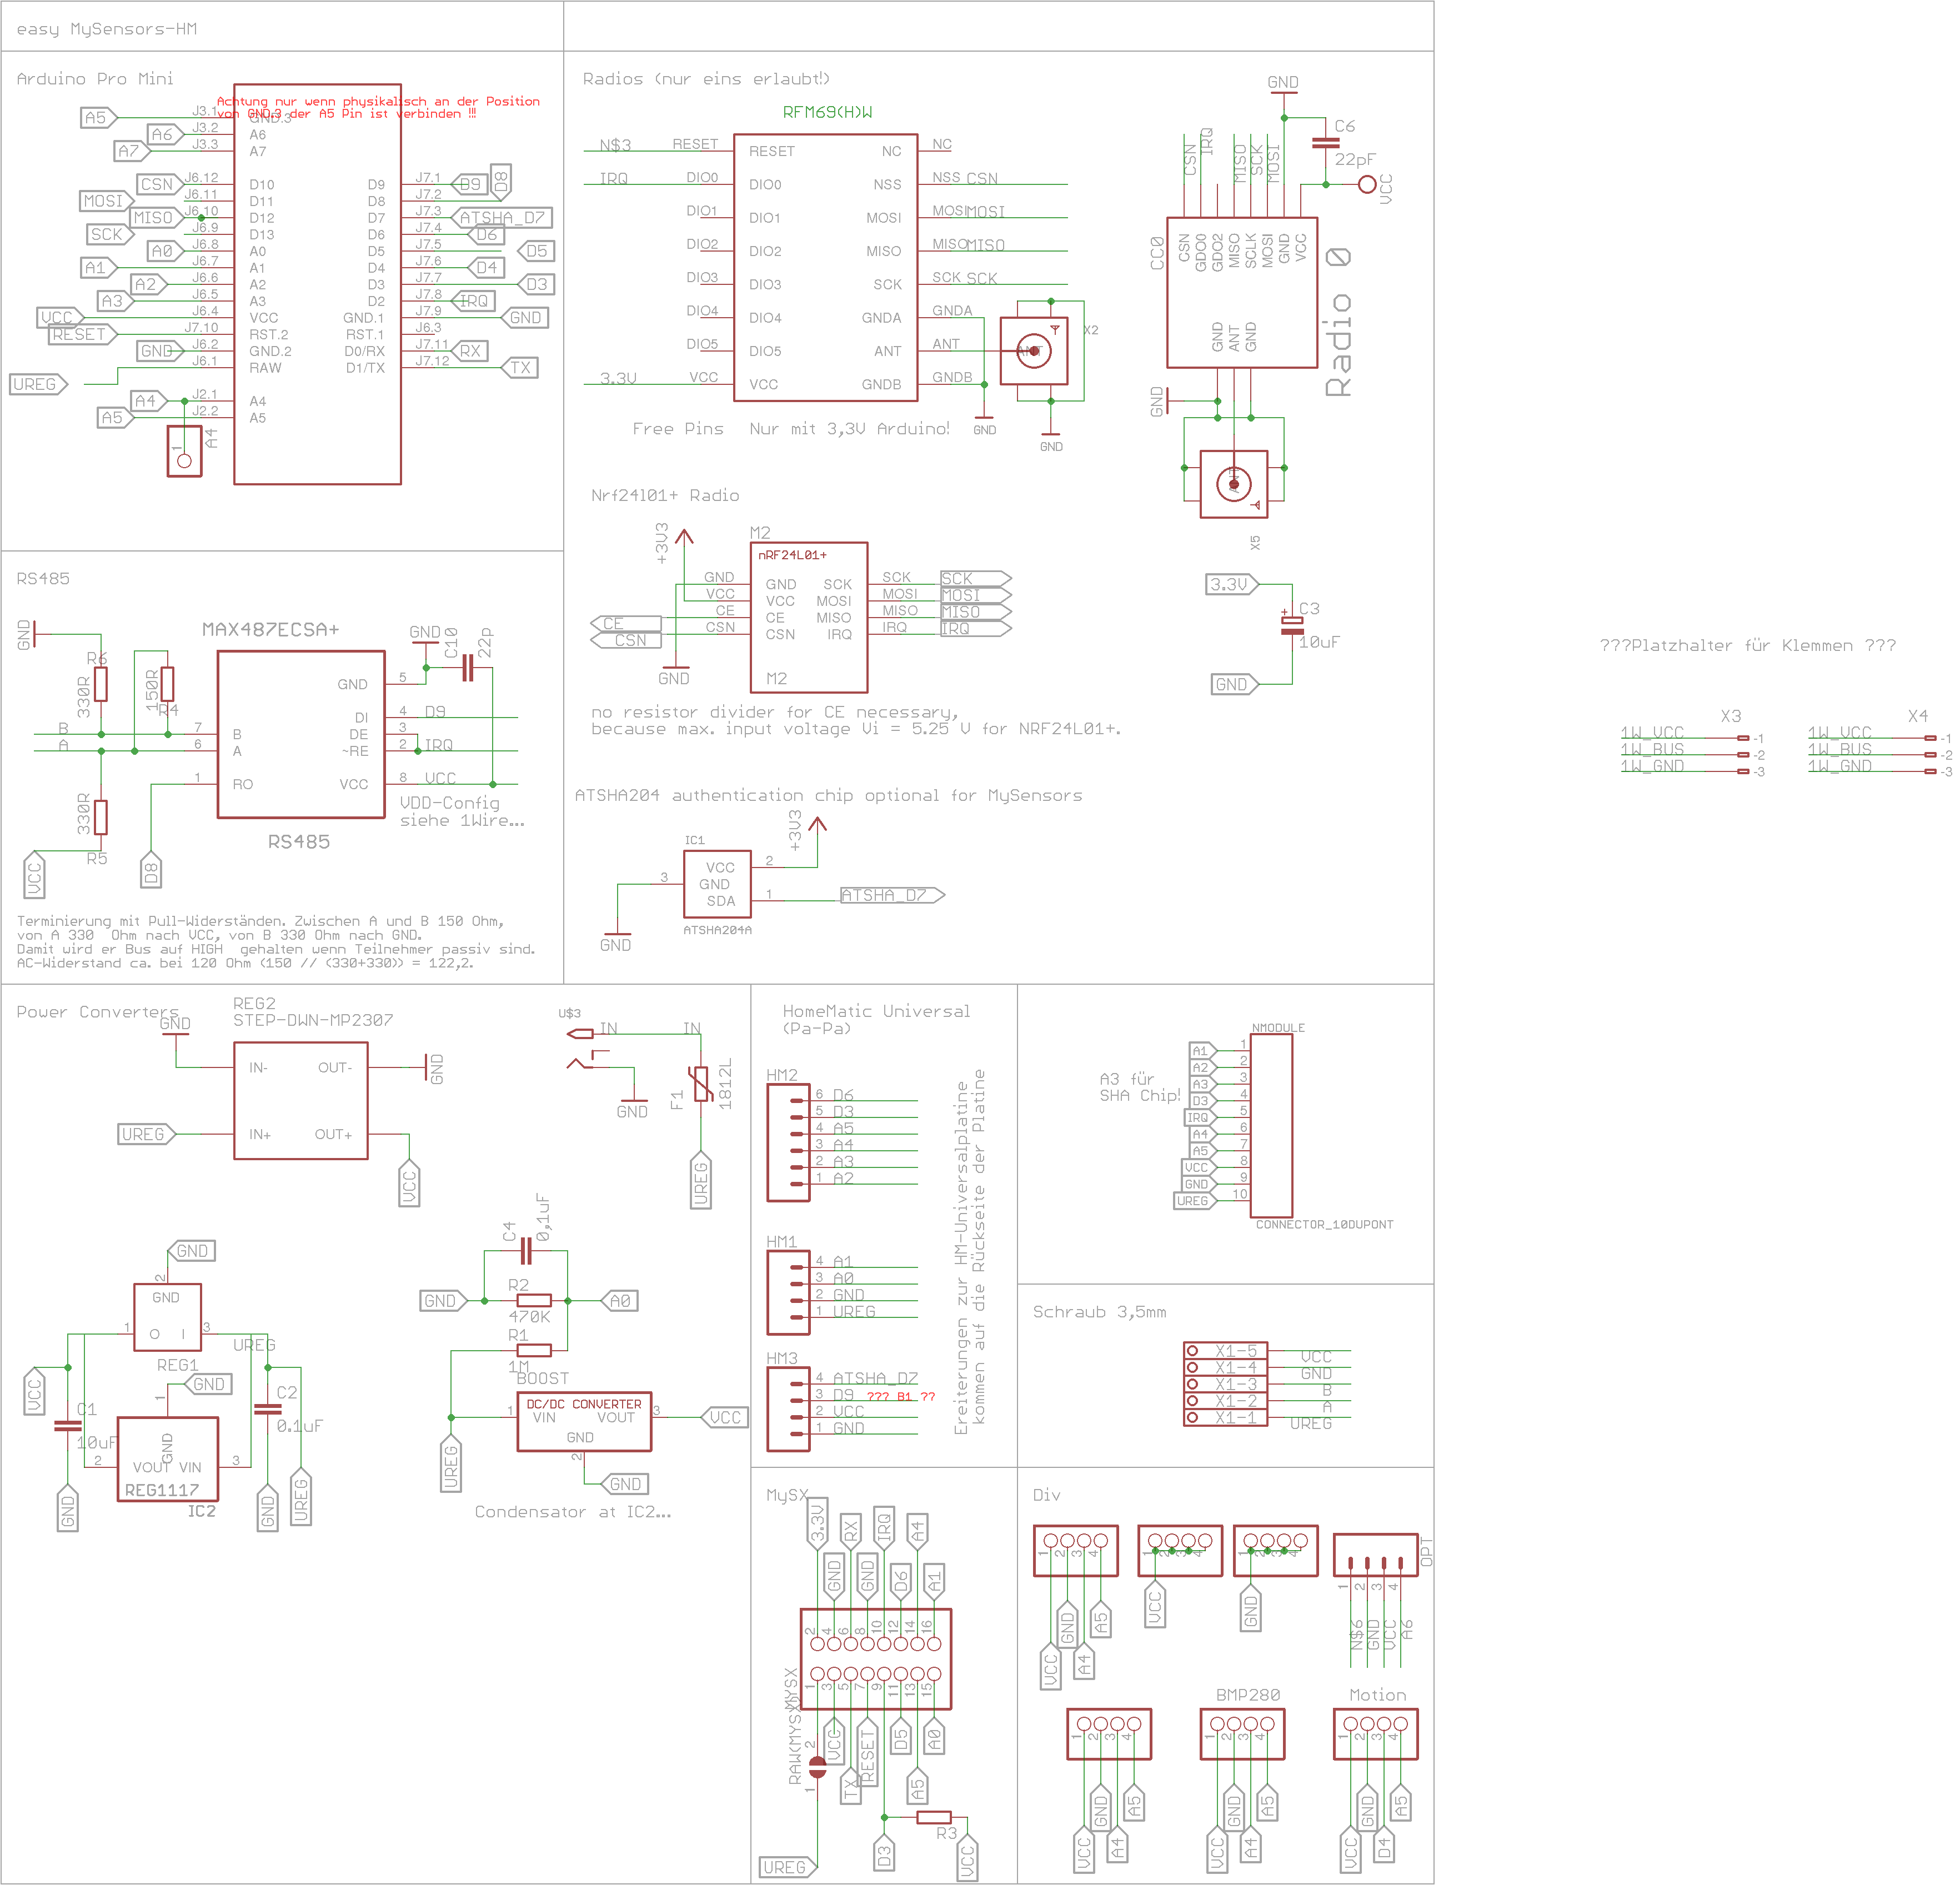 easy MySensors-HM
Arduino Pro Mini
Achtung nur wenn physikalisch an der Position
von GND.3 der A5 Pin ist verbinden !!!
A5 J3.1 GND.3
A6 J3.2 A6
A7 J3.3 A7
CSN J6.12 D10 D9 J7.1 B9
MOSI J6.11 D11 D8 J7.2 D8
MISO J6.10 D12 D7 J7.3 ATSHA_D7
SCK J6.9 D13 D6 J7.4 D6
A0 J6.8 A0 D5 J7.5 D5
A1 J6.7 A1 D4 J7.6 D4
A2 J6.6 A2 D3 J7.7 D3
A3 J6.5 A3 D2 J7.8 IRQ
VCC J6.4 VCC GND.1 J7.9 GND
RESET J7.10 RST.2 RST.1 J6.3
GND J6.2 GND.2 D0/RX J7.11 RX
UREG J6.1 RAW D1/TX J7.12 TX
A4 J2.1 A4
A5 J2.2 A5
1 A4
Radios (nur eins erlaubt!)
RFM69(H)W
N$3 RESET RESET NC NC
IRQ DIO0 DIO0 NSS NSS CSN
DIO1 DIO1 MOSI MOSI MOSI
DIO2 DIO2 MISO MISO MISO
DIO3 DIO3 SCK SCK SCK
DIO4 DIO4 GNDA GNDA
DIO5 DIO5 ANT ANT ANT X2
3.3V VCC VCC GNDB GNDB
GND GND
Free Pins Nur mit 3,3V Arduino!
GND C6 22pF VCC
CSN IRQ MISO SCK MOSI
CC0 CSN GDO0 GDO2 MISO SCLK MOSI GND VCC
GND ANT GND
Radio 0
GND ANT X5
Nrf24l01+ Radio
+3V3 M2
nRF24L01+
GND GND SCK SCK SCK
VCC VCC MOSI MOSI MOSI
CE CE CE MISO MISO MISO
CSN CSN CSN IRQ IRQ IRQ
GND M2
no resistor divider for CE necessary,
because max. input voltage Vi = 5.25 V for NRF24L01+.
3.3V
C3
+
10uF
GND
ATSHA204 authentication chip optional for MySensors
+3V3
IC1
VCC 2
3 GND
SDA 1 ATSHA_D7
ATSHA204A
GND
???Platzhalter für Klemmen ???
X3 X4
1W_VCC -1 1W_VCC -1
1W_BUS -2 1W_BUS -2
1W_GND -3 1W_GND -3
RS485
GND R6 330R 150R R4
MAX487ECSA+
GND C10 22p
GND 5
DI 4 D9
B 7 B DE 3
A 6 A ~RE 2 IRQ
1 RO VCC 8 VCC
VDD-Config
siehe 1Wire...
330R R5
VCC D8
RS485
Terminierung mit Pull-Widerständen. Zwischen A und B 150 Ohm,
von A 330 Ohm nach VCC, von B 330 Ohm nach GND.
Damit wird er Bus auf HIGH gehalten wenn Teilnehmer passiv sind.
AC-Widerstand ca. bei 120 Ohm (150 // (330+330)) = 122,2.
Power Converters
GND
REG2
STEP-DWN-MP2307
IN- OUT- GND
UREG IN+ OUT+ VCC
U$3 IN IN
GND F1 1812L UREG
GND
2
GND
1 O I 3
UREG
REG1
VCC GND
1
C1 10uF
C2 0.1uF
GND
2 VOUT VIN 3
REG1117
IC2
GND GND UREG
C4 0,1uF
R2
GND A0
470K
R1
1M
BOOST
DC/DC CONVERTER
1 VIN VOUT 3 VCC
GND
2
UREG GND
Condensator at IC2...
HomeMatic Universal
(Pa-Pa)
HM2
6 D6
5 D3
4 A5
3 A4
2 A3
1 A2
HM1
4 A1
3 A0
2 GND
1 UREG
HM3
4 ATSHA_D7
3 D9 ??? B1 ??
2 VCC
1 GND
Ereiterungen zur HM-Universalplatine
kommen auf die Rückseite der Platine
NMODULE
A3 für
SHA Chip!
A1 1
A2 2
A3 3
D3 4
IRQ 5
A4 6
A5 7
VCC 8
GND 9
UREG 10
CONNECTOR_10DUPONT
Schraub 3,5mm
X1-5 VCC
X1-4 GND
X1-3 B
X1-2 A
X1-1 UREG
MySX
3.3V RX IRQ A4
GND GND D6 A1
2 4 6 8 10 12 14 16
1 3 5 7 9 11 13 15
MYSX
RAW(MYSX)
VCC RESET D5 A0
TX A5
2
1
R3
UREG D3 VCC
Div
1 2 3 4 1 2 3 4 1 2 3 4 OPT
1 2 3 4
VCC GND A4 A5 VCC GND N$6 GND VCC A6
BMP280 Motion
1 2 3 4 1 2 3 4 1 2 3 4
VCC GND A4 A5 VCC GND A4 A5 VCC GND D4 A5